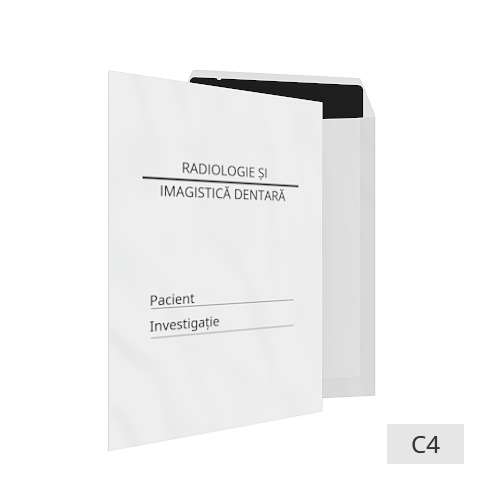 RADIOLOGIE ȘI
IMAGISTICĂ DENTARĂ
Pacient
Investigație
C4